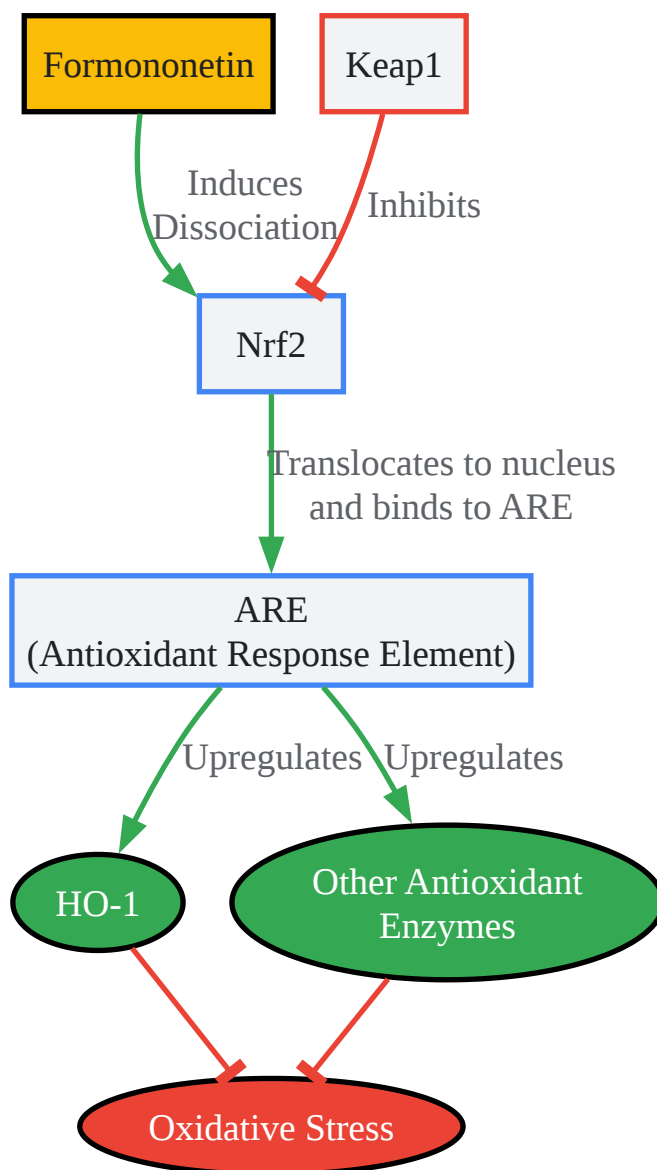 Formononetin
Keap1
Induces
Dissociation
Inhibits
Nrf2
Translocates to nucleus
and binds to ARE
ARE
(Antioxidant Response Element)
Upregulates
Upregulates
HO-1
Other Antioxidant
Enzymes
Oxidative Stress